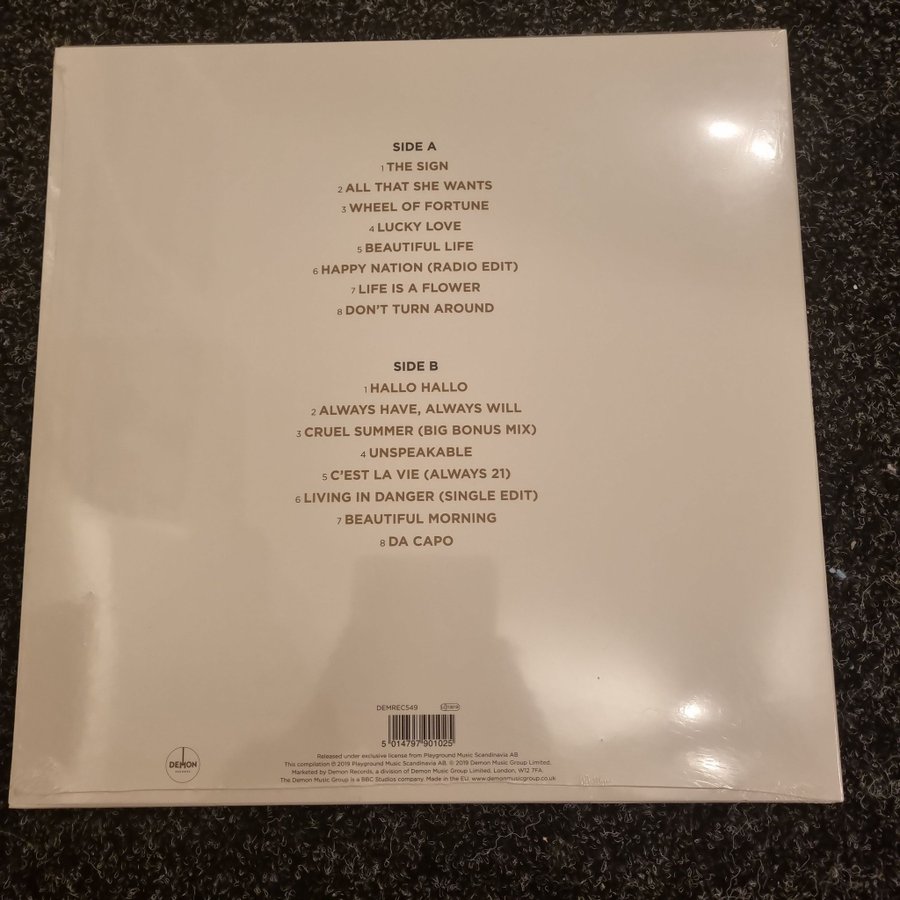 SIDE A
1 THE SIGN
2 ALL THAT SHE WANTS
3 WHEEL OF FORTUNE
4 LUCKY LOVE
5 BEAUTIFUL LIFE
6 HAPPY NATION (RADIO EDIT)
7 LIFE IS A FLOWER
8 DON'T TURN AROUND
SIDE B
1 HALLO HALLO
2 ALWAYS HAVE, ALWAYS WILL
3 CRUEL SUMMER (BIG BONUS MIX)
4 UNSPEAKABLE
5 C'EST LA VIE (ALWAYS 21)
6 LIVING IN DANGER (SINGLE EDIT)
7 BEAUTIFUL MORNING
8 DA CAPO
DEMREC549
5 014797 901025
DEMON
RECORDS
Released under exclusive license from Playground Music Scandinavia AB
This compilation ℗ 2019 Playground Music Scandinavia AB. © 2019 Demon Music Group Limited.
Marketed by Demon Records, a division of Demon Music Group Limited, London, W12 7FA.
The Demon Music Group is a BBC Studios company. Made in the EU. www.demonmusicgroup.co.uk